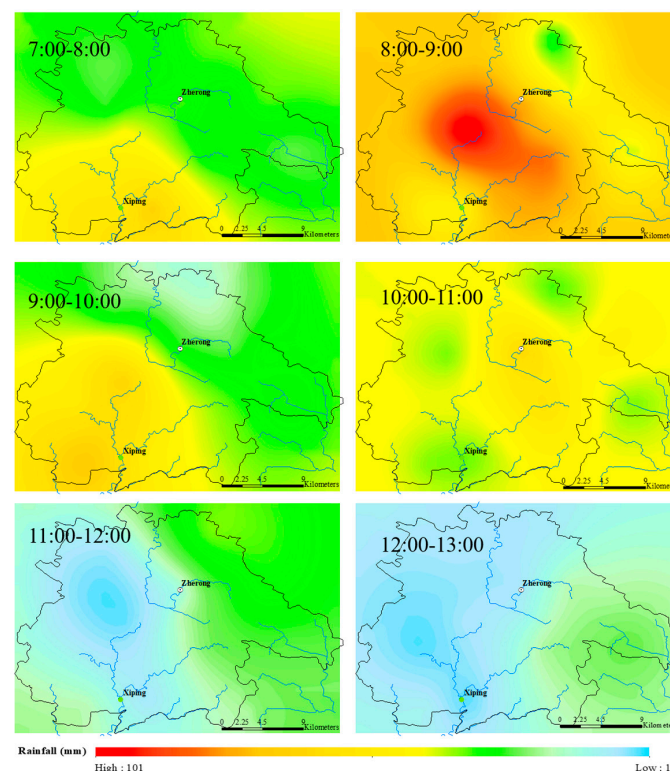 7:00-8:00
Zherong
Xiping
0 2.25 4.5 9
Kilometers
8:00-9:00
Zherong
Xiping
0 2.25 4.5 9
Kilomete
9:00-10:00
Zherong
Xiping
0 2.25 4.5 9
Kilometers
10:00-11:00
Zherong
Xiping
0 2.25 4.5 9
Kilomete
11:00-12:00
Zherong
Xiping
0 2.25 4.5 9
Kilometers
12:00-13:00
Zherong
Xiping
0 2.25 4.5 9
Kilomete
Rainfall (mm)
High : 101 Low : 1